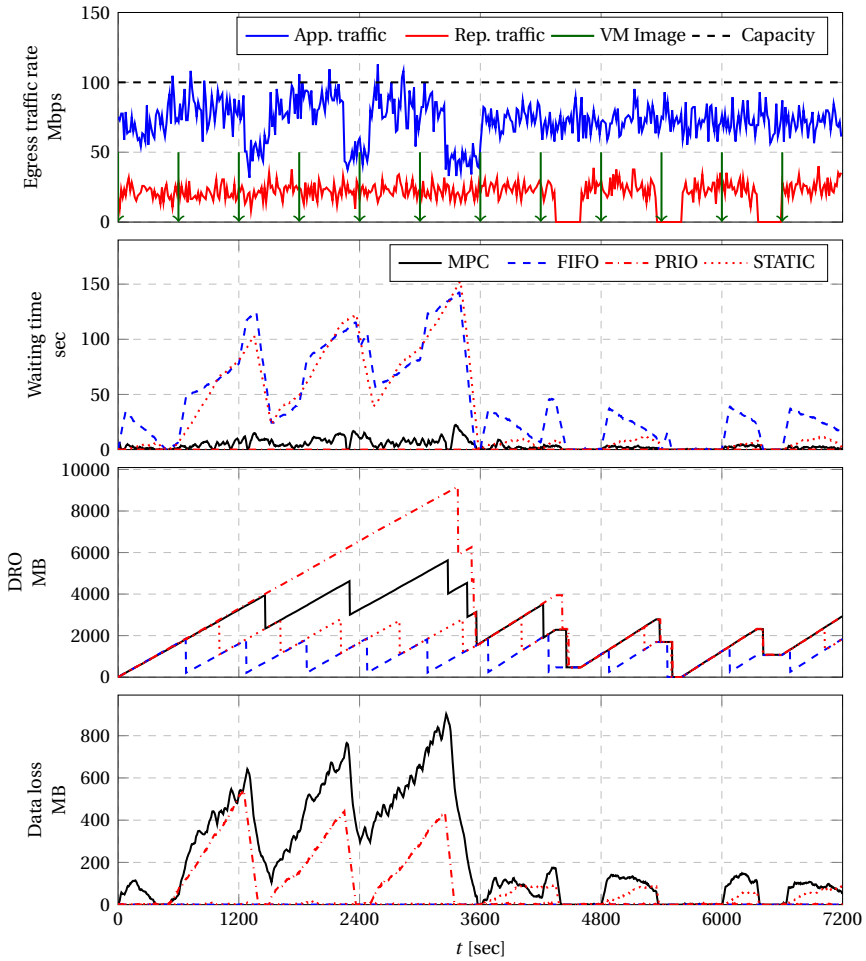 150
100
50
0
Egress traffic rate
Mbps
App. traffic Rep. traffic VM Image Capacity
150
100
50
0
Waiting time
sec
MPC FIFO PRIO STATIC
10000
8000
6000
4000
2000
0
DRO
MB
800
600
400
200
0
Data loss
MB
0 1200 2400 3600 4800 6000 7200
t [sec]